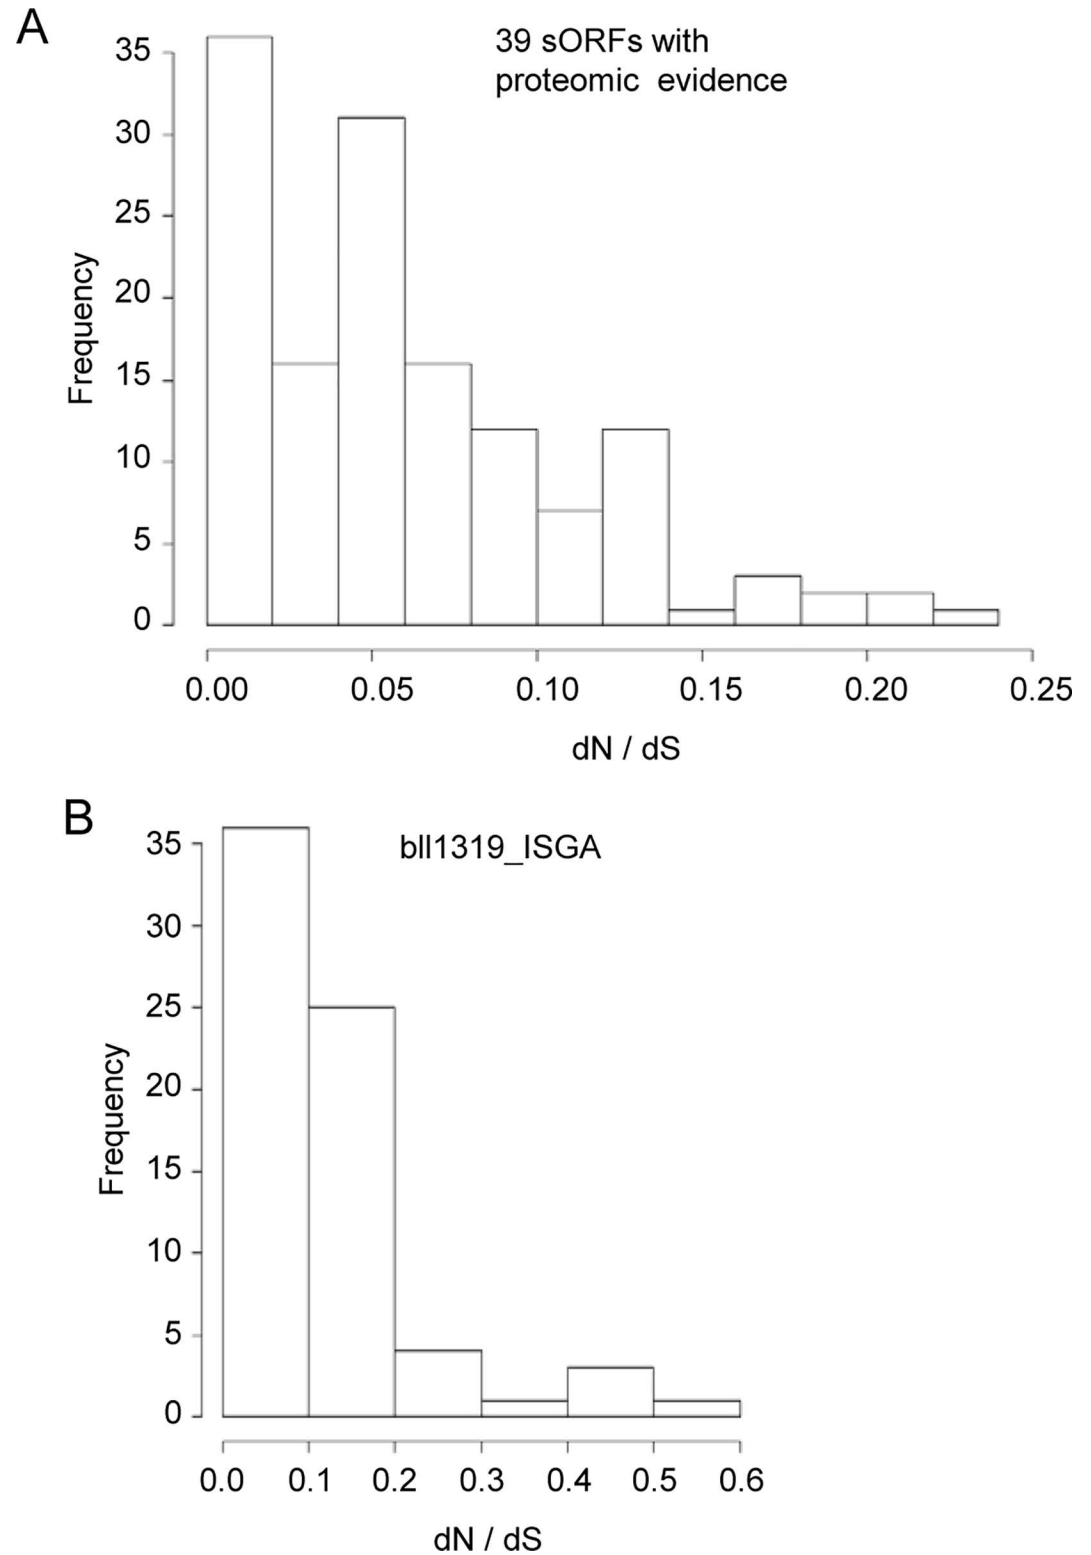 A
39 sORFs with
proteomic evidence
35
30
25
20
15
10
5
0
Frequency
0.00 0.05 0.10 0.15 0.20 0.25
dN / dS
B
bll1319_ISGA
35
30
25
20
15
10
5
0
Frequency
0.0 0.1 0.2 0.3 0.4 0.5 0.6
dN / dS